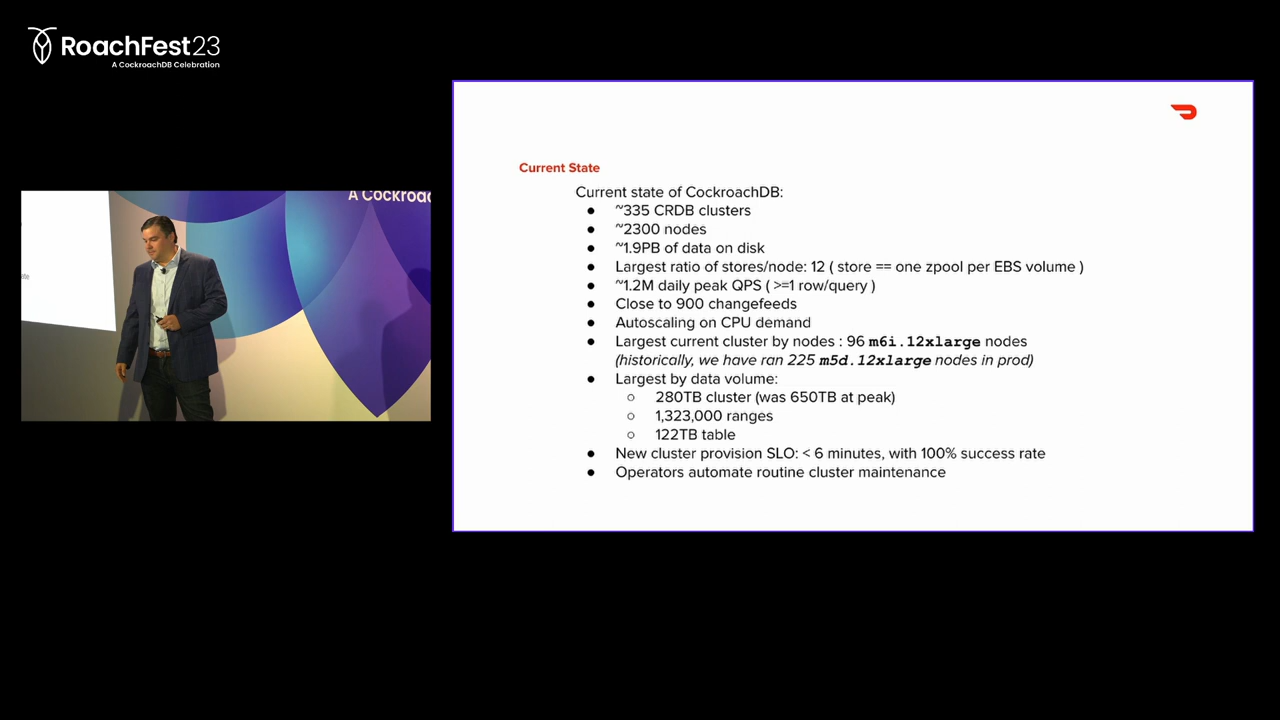 RoachFest23
A CockroachDB Celebration
Current State
Current state of CockroachDB:
● ~335 CRDB clusters
● ~2300 nodes
● ~1.9PB of data on disk
● Largest ratio of stores/node: 12 ( store == one zpool per EBS volume )
● ~1.2M daily peak QPS ( >=1 row/query )
● Close to 900 changefeeds
● Autoscaling on CPU demand
● Largest current cluster by nodes : 96 m6i.12xlarge nodes
(historically, we have ran 225 m5d.12xlarge nodes in prod)
● Largest by data volume:
○ 280TB cluster (was 650TB at peak)
○ 1,323,000 ranges
○ 122TB table
● New cluster provision SLO: < 6 minutes, with 100% success rate
● Operators automate routine cluster maintenance
A Cockroac